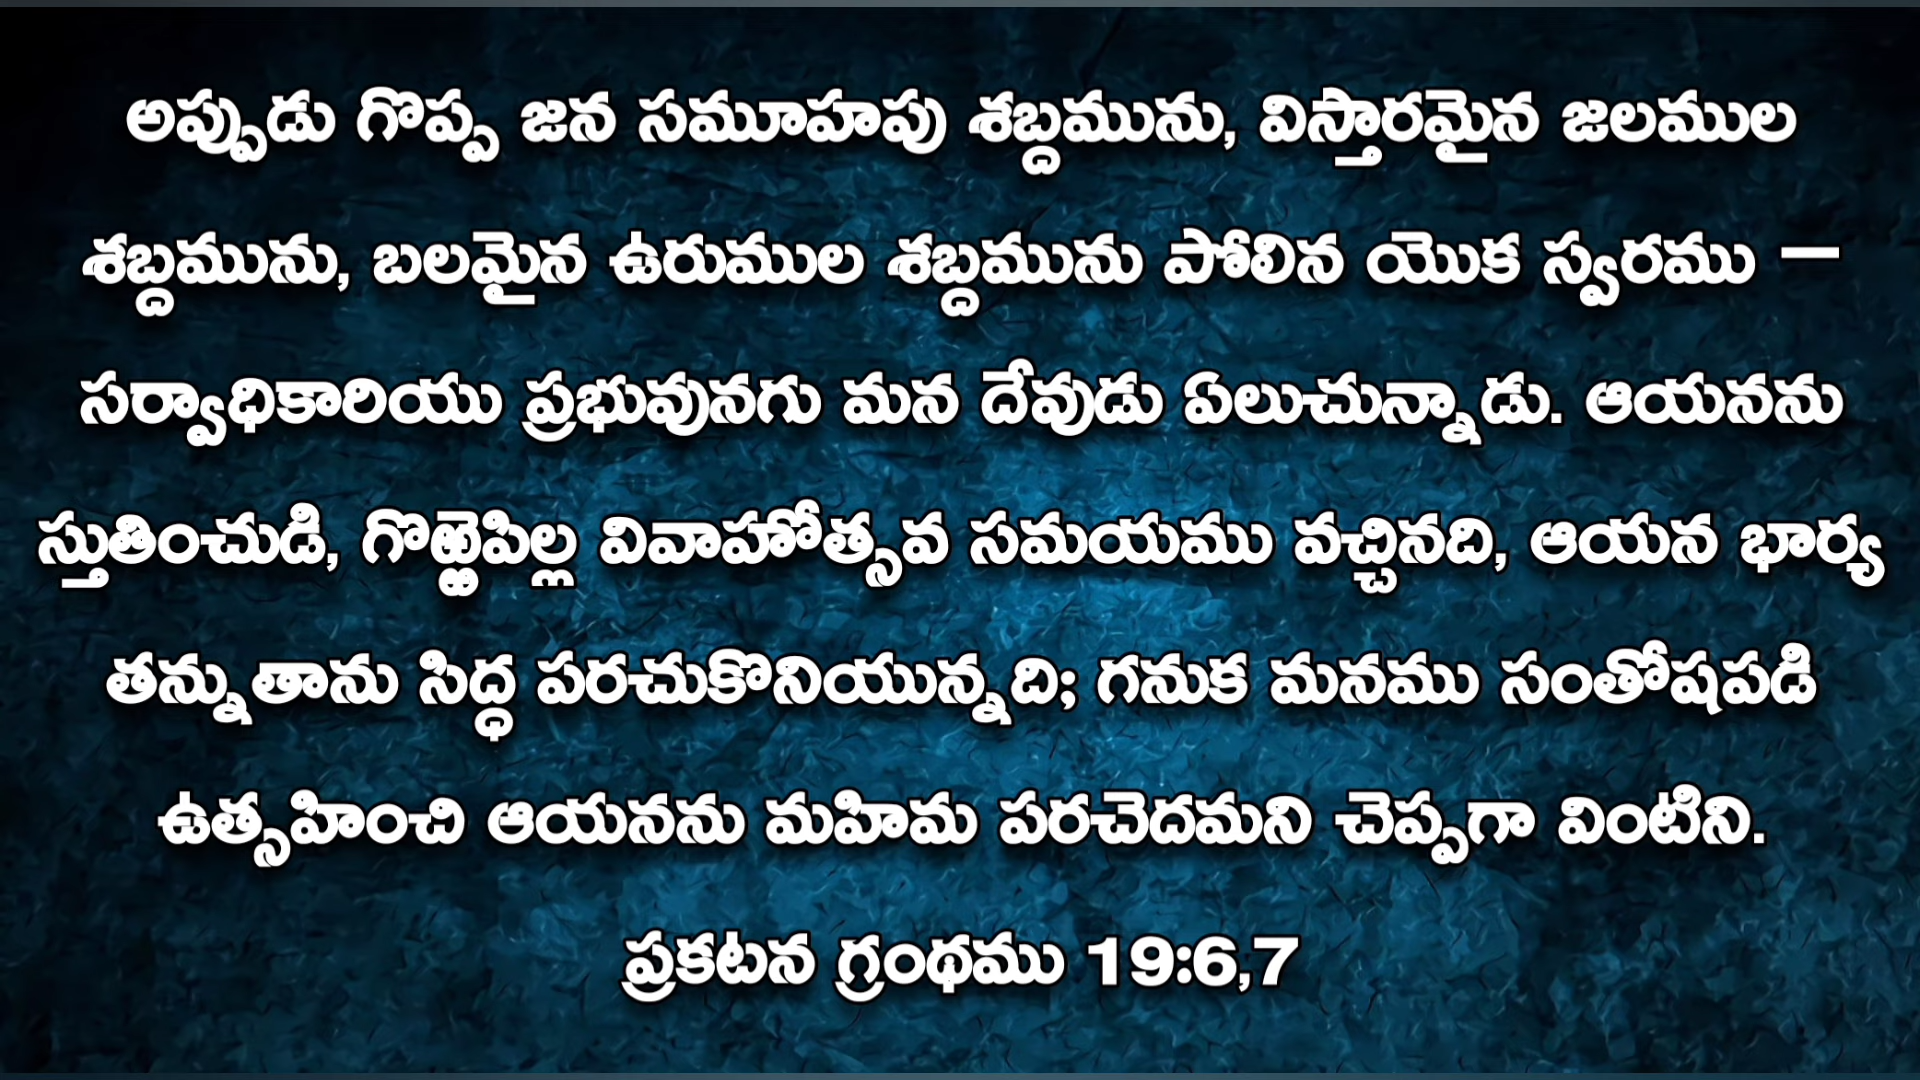 అప్పుడు గొప్ప జన సమూహపు శబ్దమును, విస్తారమైన జలముల
శబ్దమును, బలమైన ఉరుముల శబ్దమును పోలిన యొక స్వరము –
సర్వాధికారియు ప్రభువునగు మన దేవుడు ఏలుచున్నాడు. ఆయనను
స్తుతించుడి, గొఱ్ఱెపిల్ల వివాహోత్సవ సమయము వచ్చినది, ఆయన భార్య
తన్నుతాను సిద్ధ పరచుకొనియున్నది; గనుక మనము సంతోషపడి
ఉత్సహించి ఆయనను మహిమ పరచెదమని చెప్పగా వింటిని.
ప్రకటన గ్రంథము 19:6,7